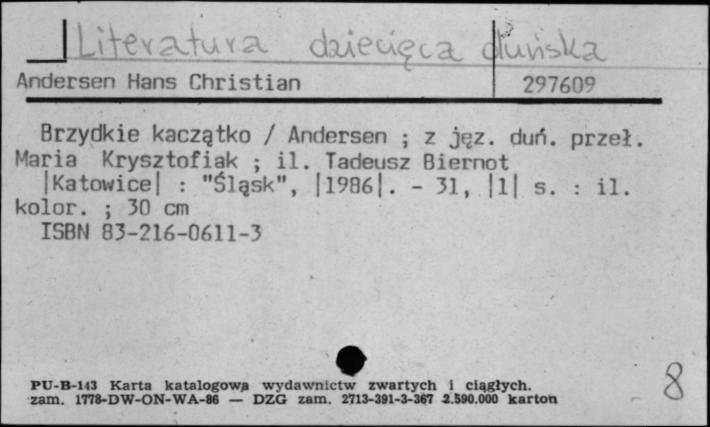 Literatura dziecięca duńska
Andersen Hans Christian 297609
Brzydkie kaczątko / Andersen ; z jęz. duń. przeł.
Maria Krysztofiak ; il. Tadeusz Biernot
|Katowice| : "Śląsk", |1986|. - 31, |1| s. : il.
kolor. ; 30 cm
ISBN 83-216-0611-3
PU-B-143 Karta katalogowa wydawnictw zwartych i ciągłych.
zam. 1778-DW-ON-WA-86 — DZG zam. 2713-391-3-367 2.590.000 karton
8